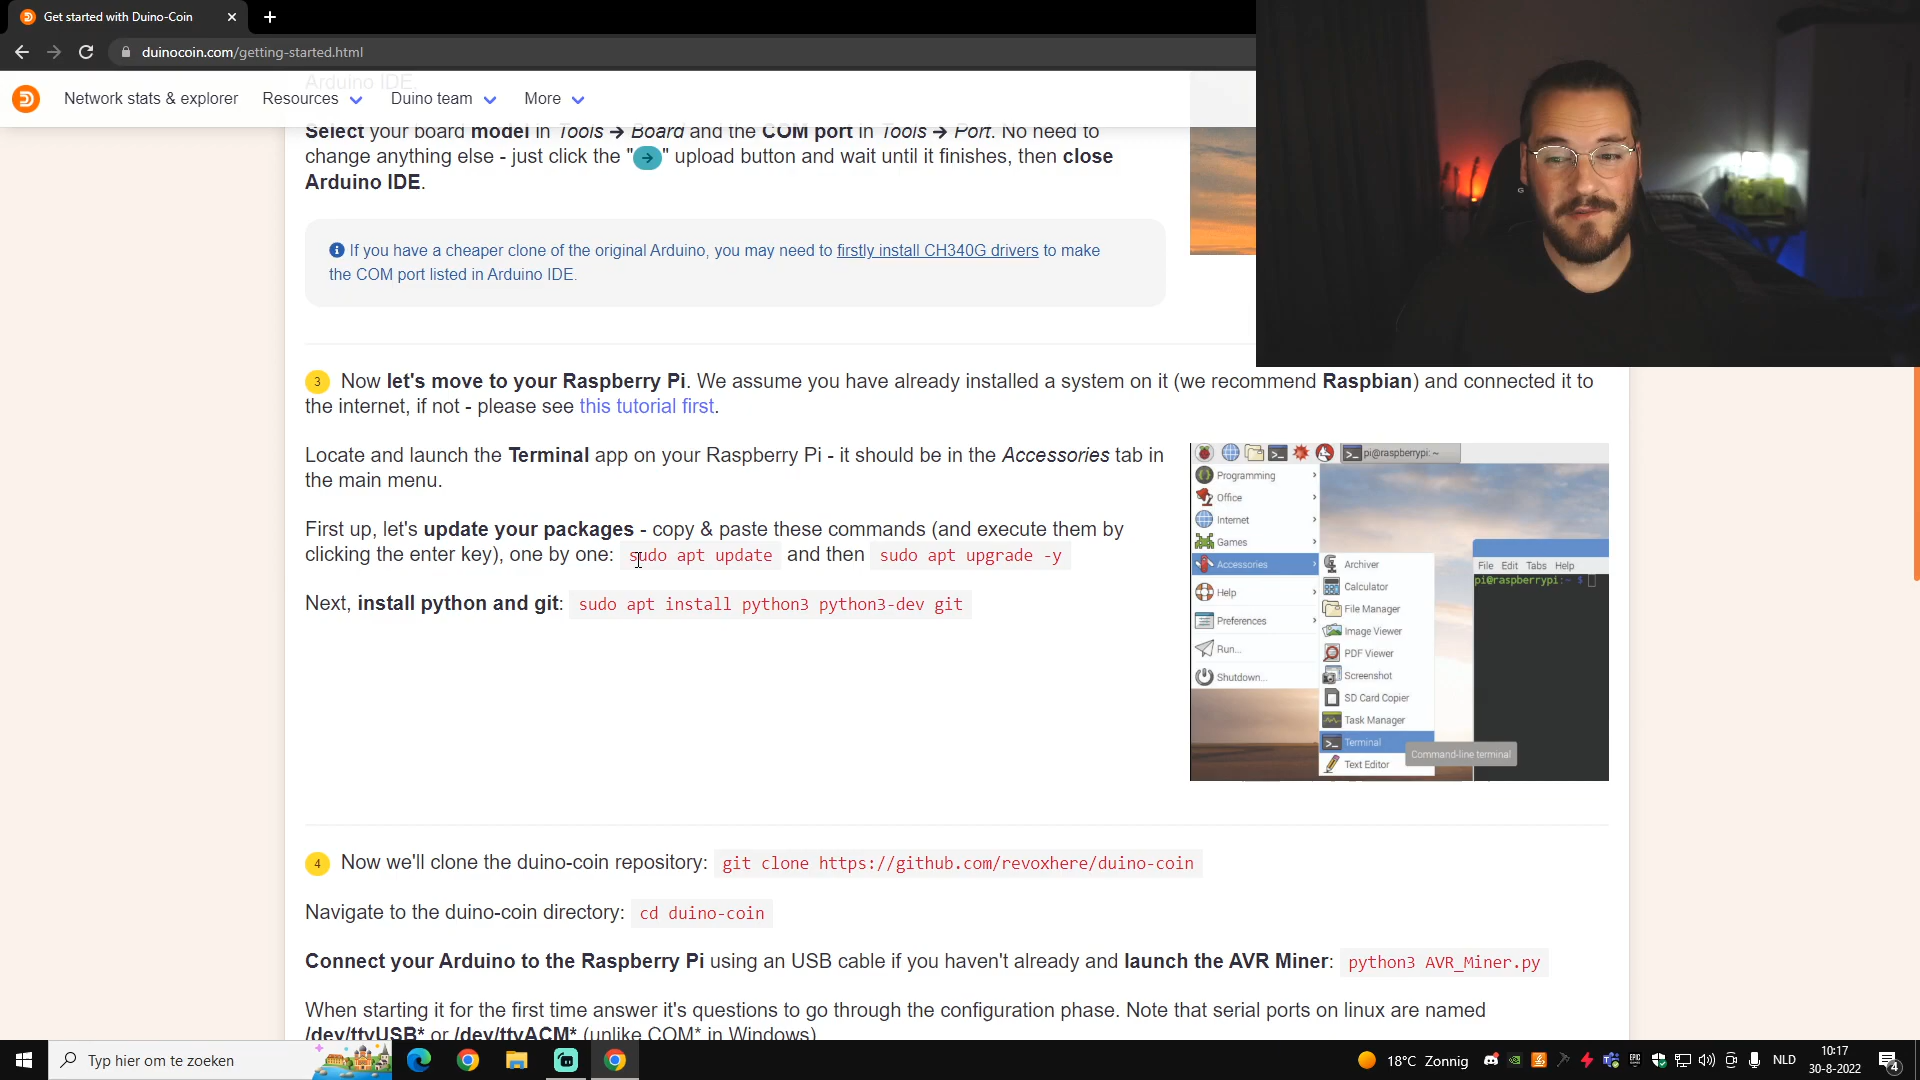 Get started with Duino-Coin
duinocoin.com/getting-started.html
Arduino IDE.
Network stats & explorer Resources Duino team More
Select your board model in Tools → Board and the COM port in Tools → Port. No need to
change anything else - just click the "→" upload button and wait until it finishes, then close
Arduino IDE.
If you have a cheaper clone of the original Arduino, you may need to firstly install CH340G drivers to make
the COM port listed in Arduino IDE.
3 Now let's move to your Raspberry Pi. We assume you have already installed a system on it (we recommend Raspbian) and connected it to
the internet, if not - please see this tutorial first.
Locate and launch the Terminal app on your Raspberry Pi - it should be in the Accessories tab in
the main menu.
First up, let's update your packages - copy & paste these commands (and execute them by
clicking the enter key), one by one: sudo apt update and then sudo apt upgrade -y
Next, install python and git: sudo apt install python3 python3-dev git
pi@raspberrypi: ~
Programming
Office
Internet
Games
Accessories
Help
Preferences
Run...
Shutdown...
Archiver
Calculator
File Manager
Image Viewer
PDF Viewer
Screenshot
SD Card Copier
Task Manager
Terminal
Text Editor
Command-line terminal
File Edit Tabs Help
pi@raspberrypi:~ $
4 Now we'll clone the duino-coin repository: git clone https://github.com/revoxhere/duino-coin
Navigate to the duino-coin directory: cd duino-coin
Connect your Arduino to the Raspberry Pi using an USB cable if you haven't already and launch the AVR Miner: python3 AVR_Miner.py
When starting it for the first time answer it's questions to go through the configuration phase. Note that serial ports on linux are named
/dev/ttyUSB* or /dev/ttyACM* (unlike COM* in Windows)
Typ hier om te zoeken
18°C Zonnig
NLD
10:17
30-8-2022
4